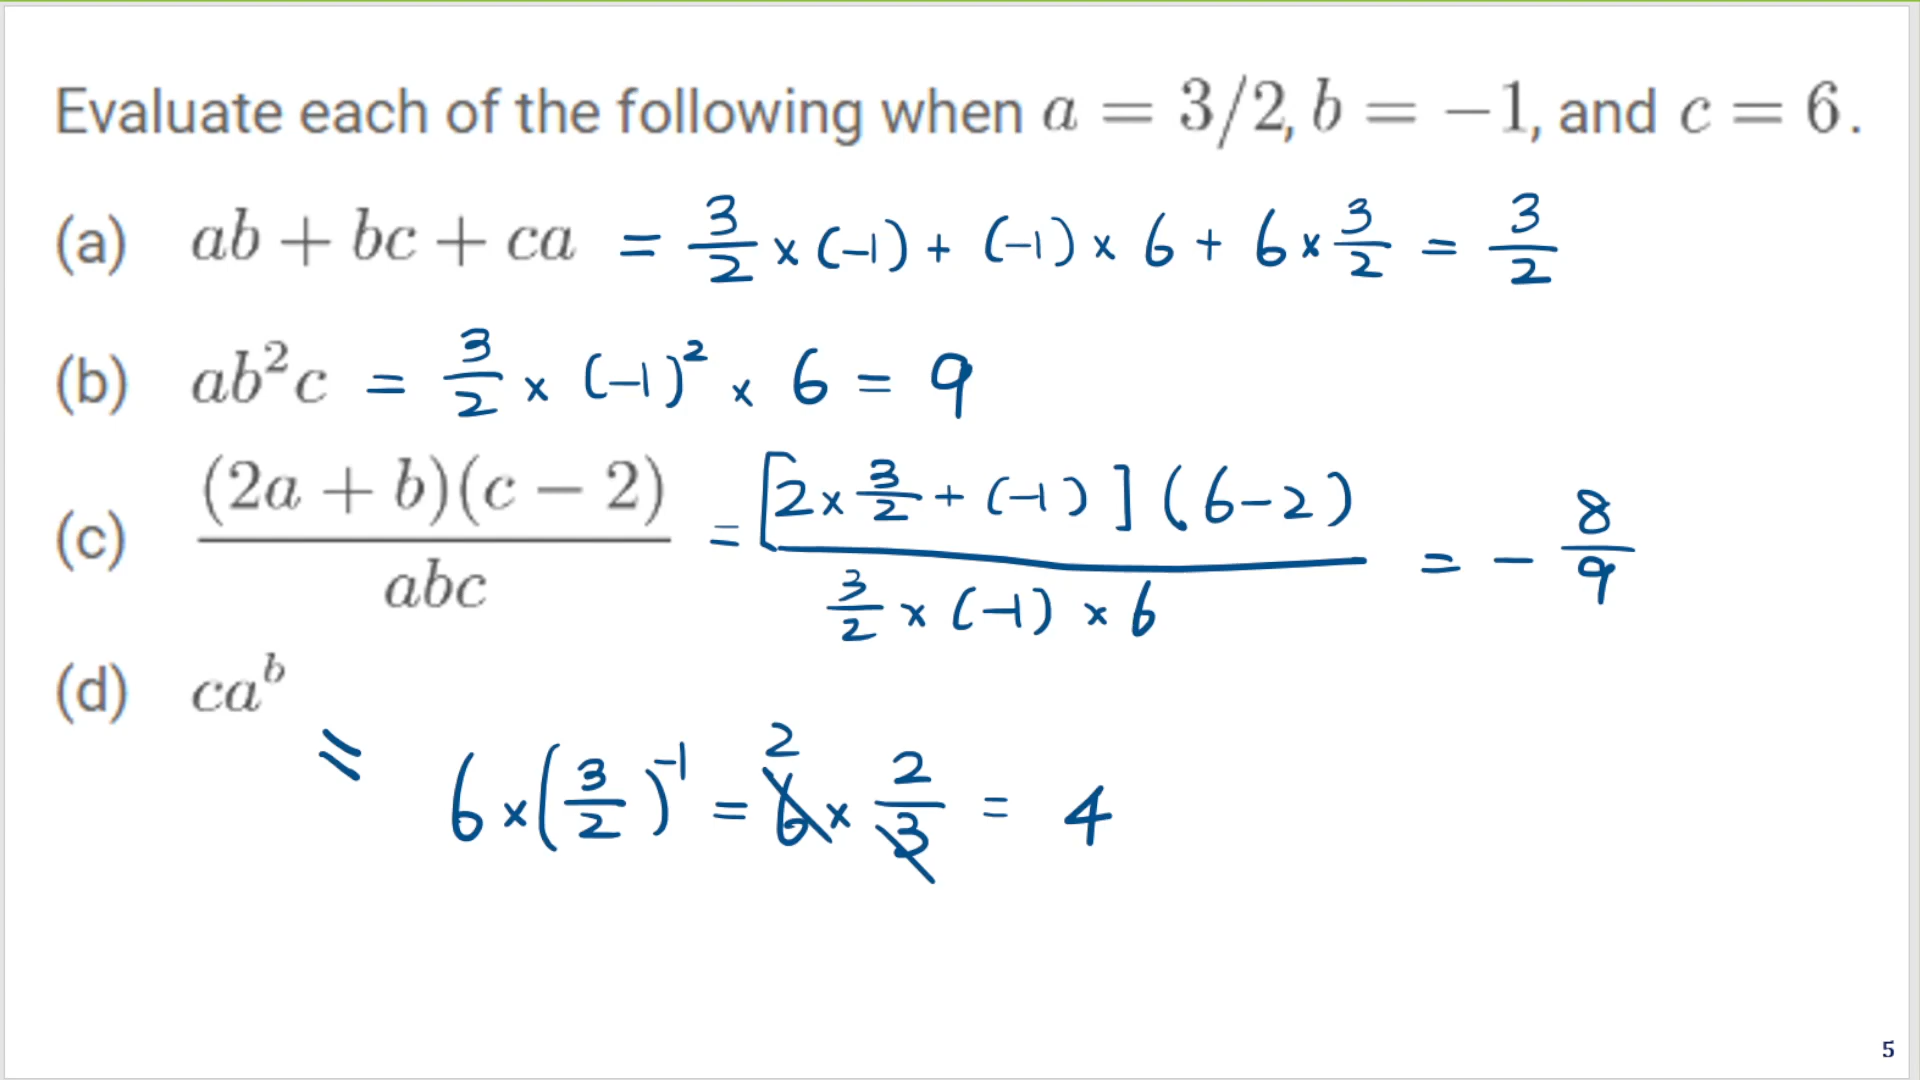 Evaluate each of the following when a = 3/2, b = −1, and c = 6.
(a) ab + bc + ca = 3/2 × (−1) + (−1) × 6 + 6 × 3/2 = 3/2
(b) ab²c = 3/2 × (−1)² × 6 = 9
(c) (2a + b)(c − 2) / abc = [2 × 3/2 + (−1)](6−2) / 3/2 × (−1) × 6 = − 8/9
(d) caᵇ
= 6 × (3/2)⁻¹ = 6 × 2/3 = 4
2
5